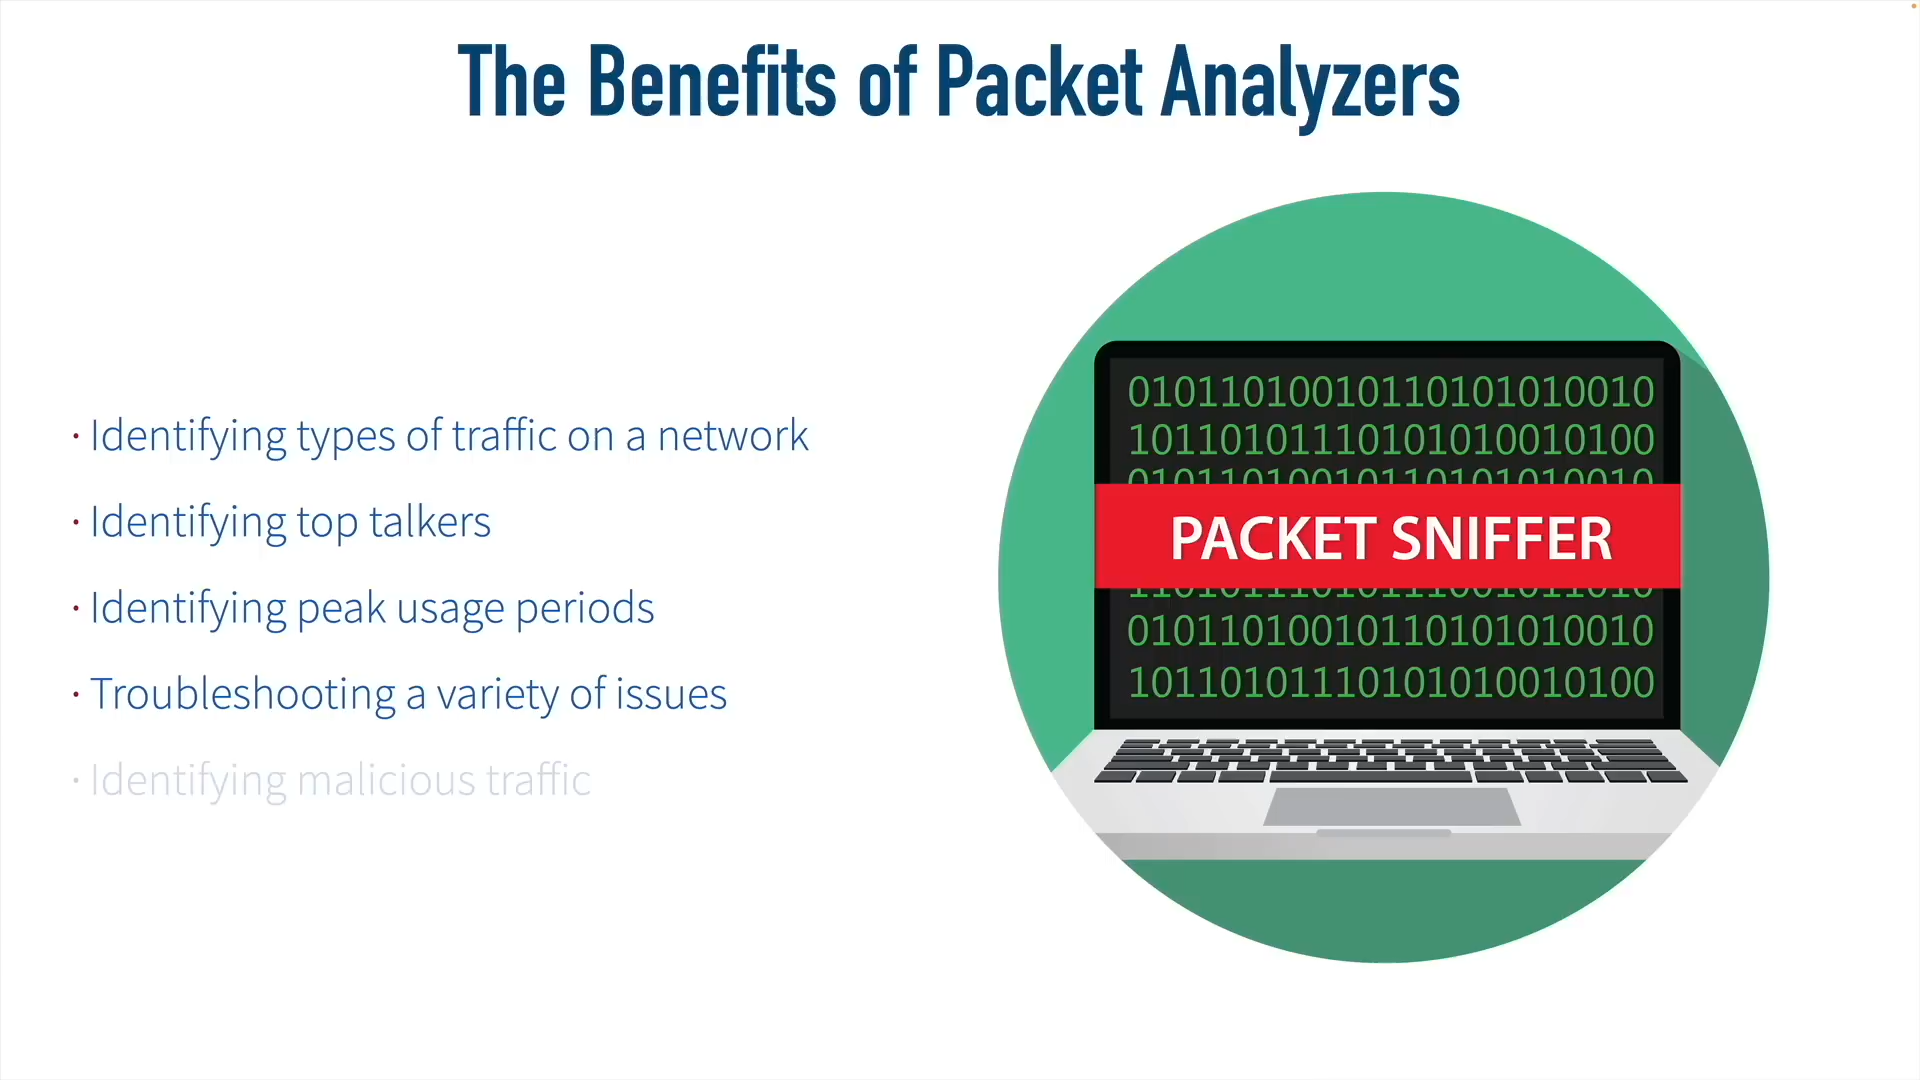 The Benefits of Packet Analyzers
· Identifying types of traffic on a network
· Identifying top talkers
· Identifying peak usage periods
· Troubleshooting a variety of issues
· Identifying malicious traffic
01011010010110101010010
10110101110101010010100
01011010010110101010010
PACKET SNIFFER
01011010010110101010010
10110101110101010010100